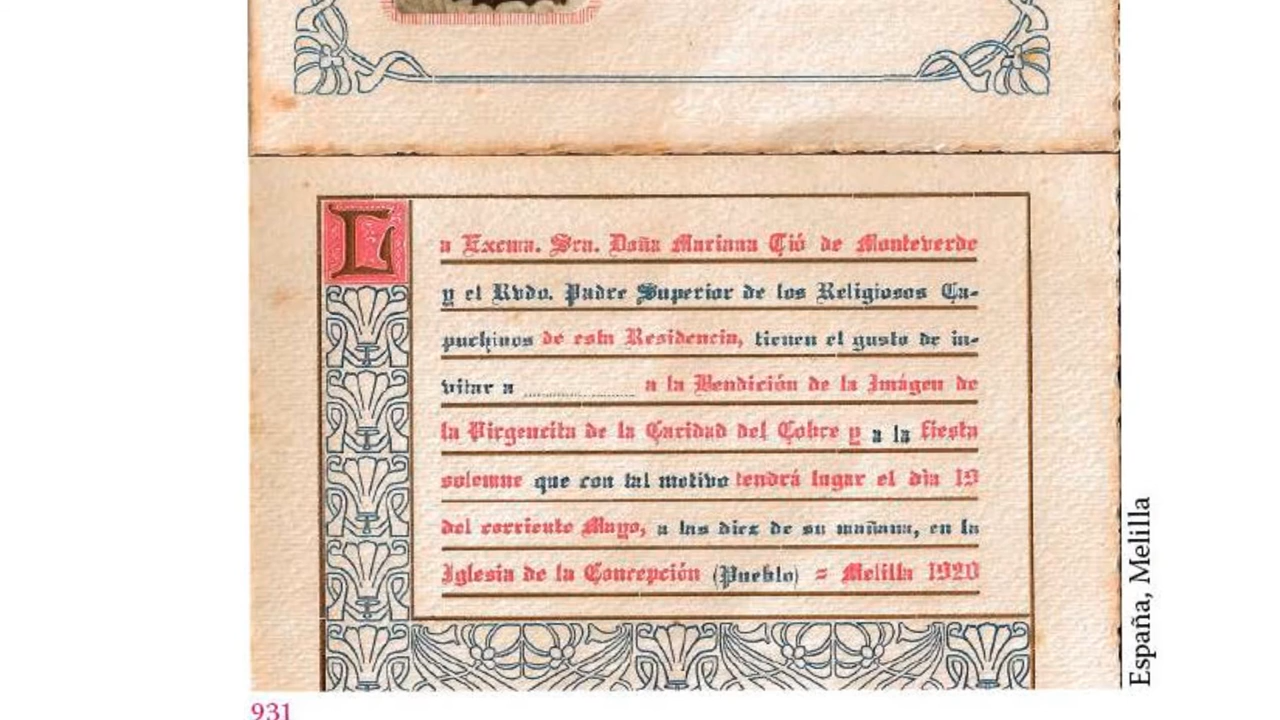 La Excma. Sra. Doña Mariana Ció de Monteverde
y el Rvdo. Padre Superior de los Religiosos Ca-
puchinos de esta Residencia, tienen el gusto de in-
vitar a ............ a la Bendición de la Imágen de
la Virgencita de la Caridad del Cobre y a la fiesta
solemne que con tal motivo tendrá lugar el dia 19
del corriente Mayo, a las diez de su mañana, en la
Iglesia de la Concepción (Pueblo) = Melilla 1920
España, Melilla
931